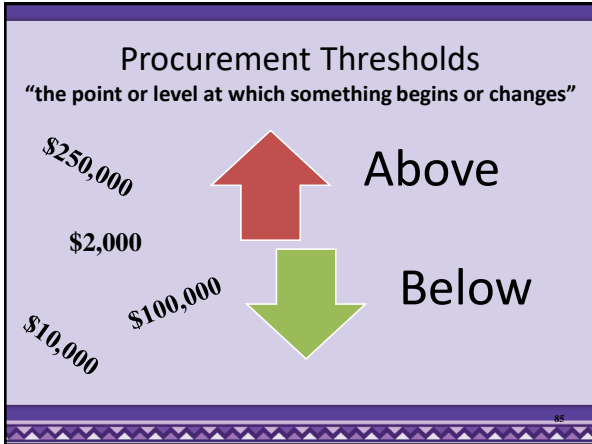 Procurement Thresholds
“the point or level at which something begins or changes”
$250,000
Above
$2,000
Below
$100,000
$10,000
85